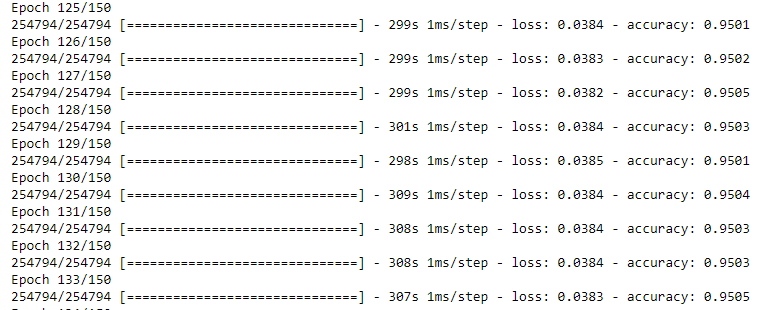 Epoch 125/150
254794/254794 [==============================] - 299s 1ms/step - loss: 0.0384 - accuracy: 0.9501
Epoch 126/150
254794/254794 [==============================] - 299s 1ms/step - loss: 0.0383 - accuracy: 0.9502
Epoch 127/150
254794/254794 [==============================] - 299s 1ms/step - loss: 0.0382 - accuracy: 0.9505
Epoch 128/150
254794/254794 [==============================] - 301s 1ms/step - loss: 0.0384 - accuracy: 0.9503
Epoch 129/150
254794/254794 [==============================] - 298s 1ms/step - loss: 0.0385 - accuracy: 0.9501
Epoch 130/150
254794/254794 [==============================] - 309s 1ms/step - loss: 0.0384 - accuracy: 0.9504
Epoch 131/150
254794/254794 [==============================] - 308s 1ms/step - loss: 0.0384 - accuracy: 0.9503
Epoch 132/150
254794/254794 [==============================] - 308s 1ms/step - loss: 0.0384 - accuracy: 0.9503
Epoch 133/150
254794/254794 [==============================] - 307s 1ms/step - loss: 0.0383 - accuracy: 0.9505